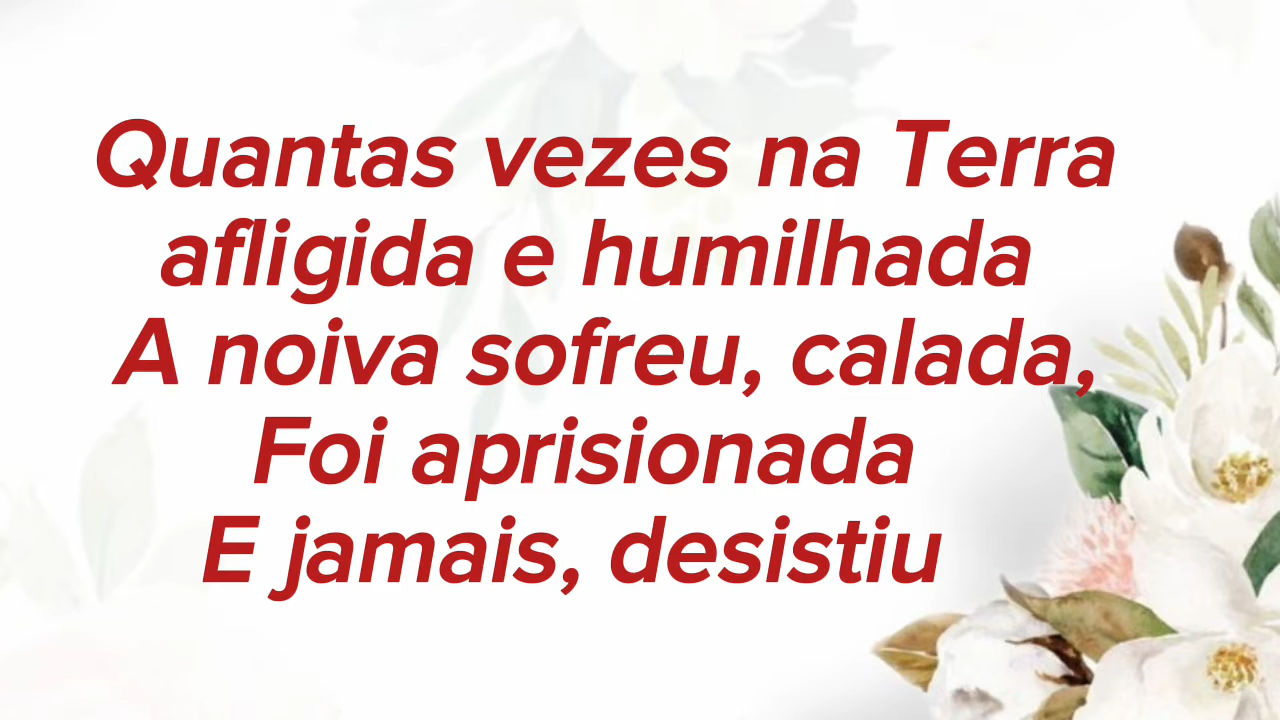 Quantas vezes na Terra
afligida e humilhada
A noiva sofreu, calada,
Foi aprisionada
E jamais, desistiu